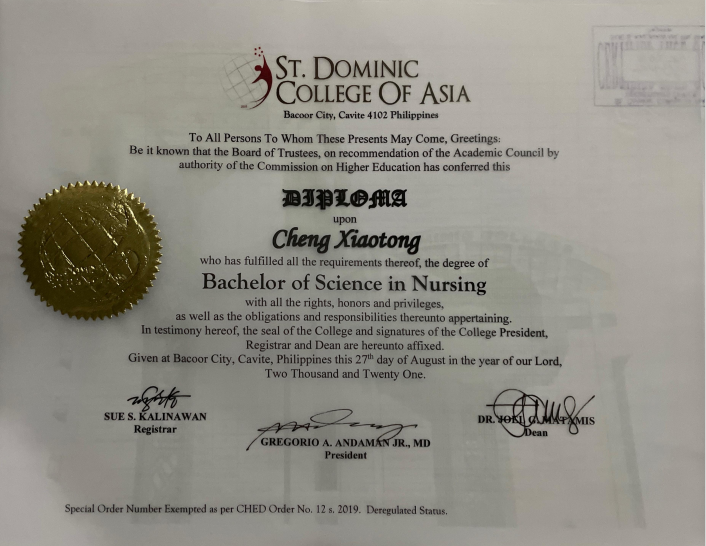 ST. DOMINIC
COLLEGE OF ASIA
Bacoor City, Cavite 4102 Philippines
To All Persons To Whom These Presents May Come, Greetings:
Be it known that the Board of Trustees, on recommendation of the Academic Council by
authority of the Commission on Higher Education has conferred this
DIPLOMA
upon
Cheng Xiaotong
who has fulfilled all the requirements thereof, the degree of
Bachelor of Science in Nursing
with all the rights, honors and privileges,
as well as the obligations and responsibilities thereunto appertaining.
In testimony hereof, the seal of the College and signatures of the College President,
Registrar and Dean are hereunto affixed.
Given at Bacoor City, Cavite, Philippines this 27th day of August in the year of our Lord,
Two Thousand and Twenty One.
SUE S. KALINAWAN
Registrar
GREGORIO A. ANDAMAN JR., MD
President
DR. JOEL G. MATAMIS
Dean
Special Order Number Exempted as per CHED Order No. 12 s. 2019. Deregulated Status.